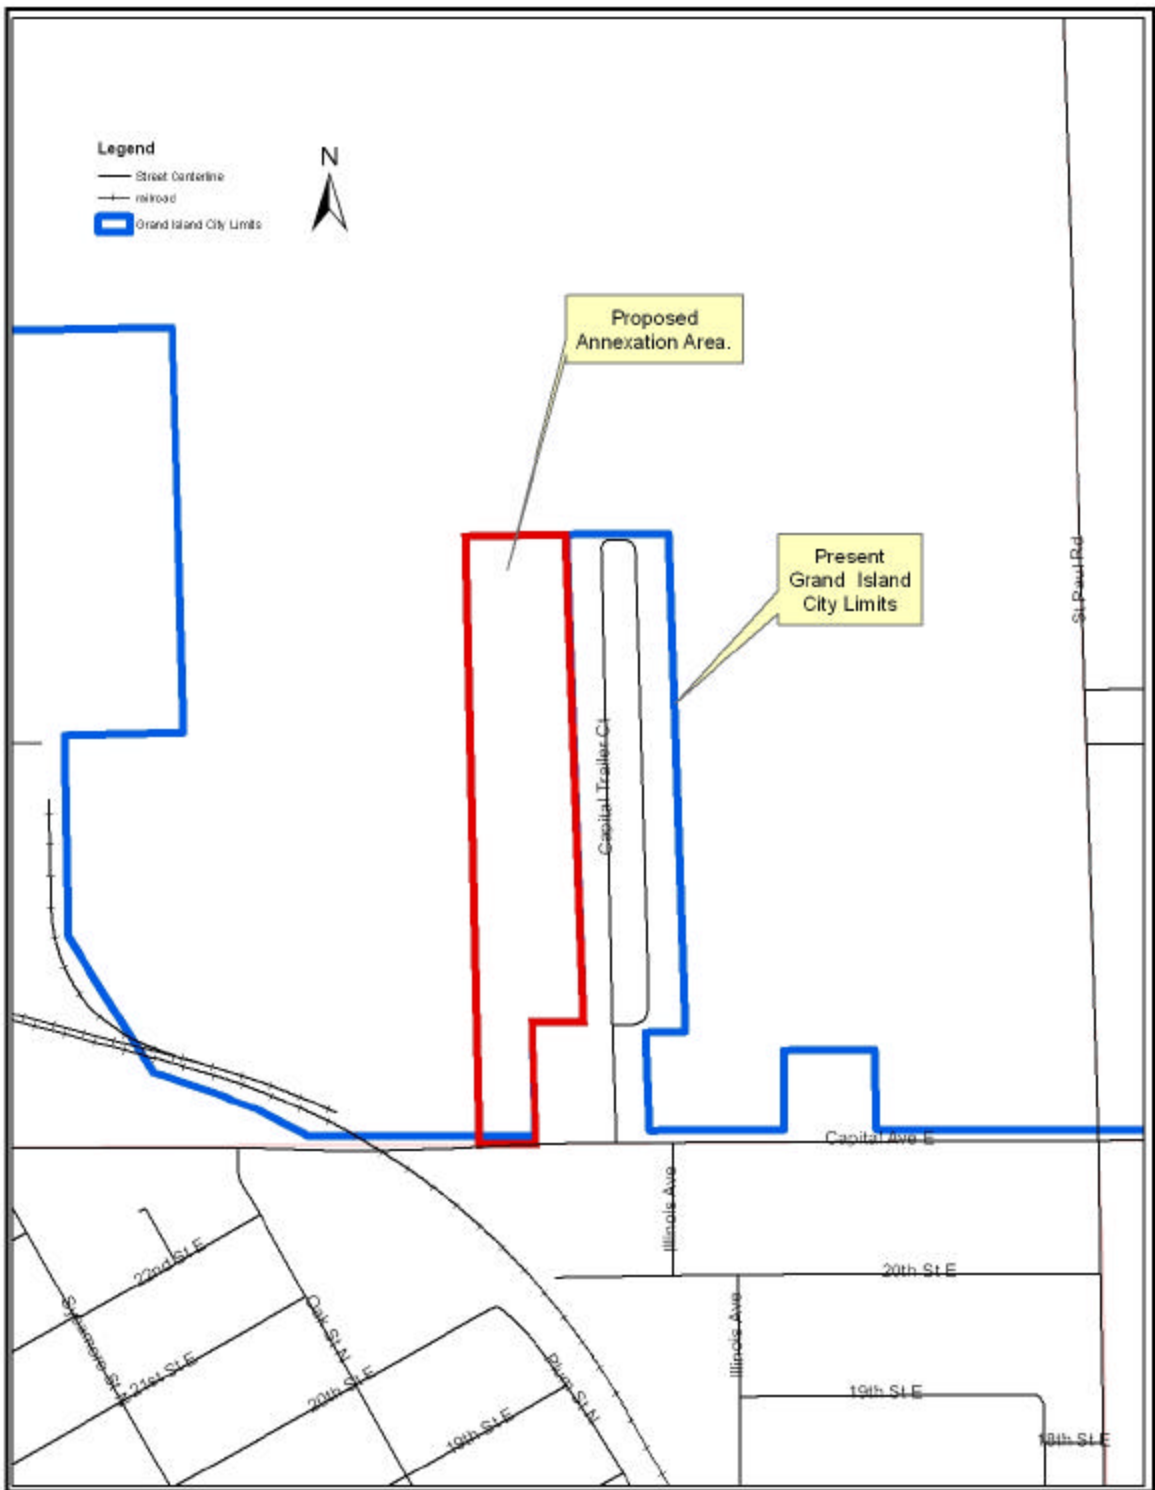 Legend
Street Centerline
railroad
Grand Island City Limits
N
Proposed
Annexation Area.
Present
Grand Island
City Limits
St Paul Rd
Capital Trailer Ct
Capital Ave E
Illinois Ave
22nd St E
20th St E
Sycamore St N
Oak St N
Illinois Ave
21st St E
20th St E
Plum St N
19th St E
19th St E
18th St E